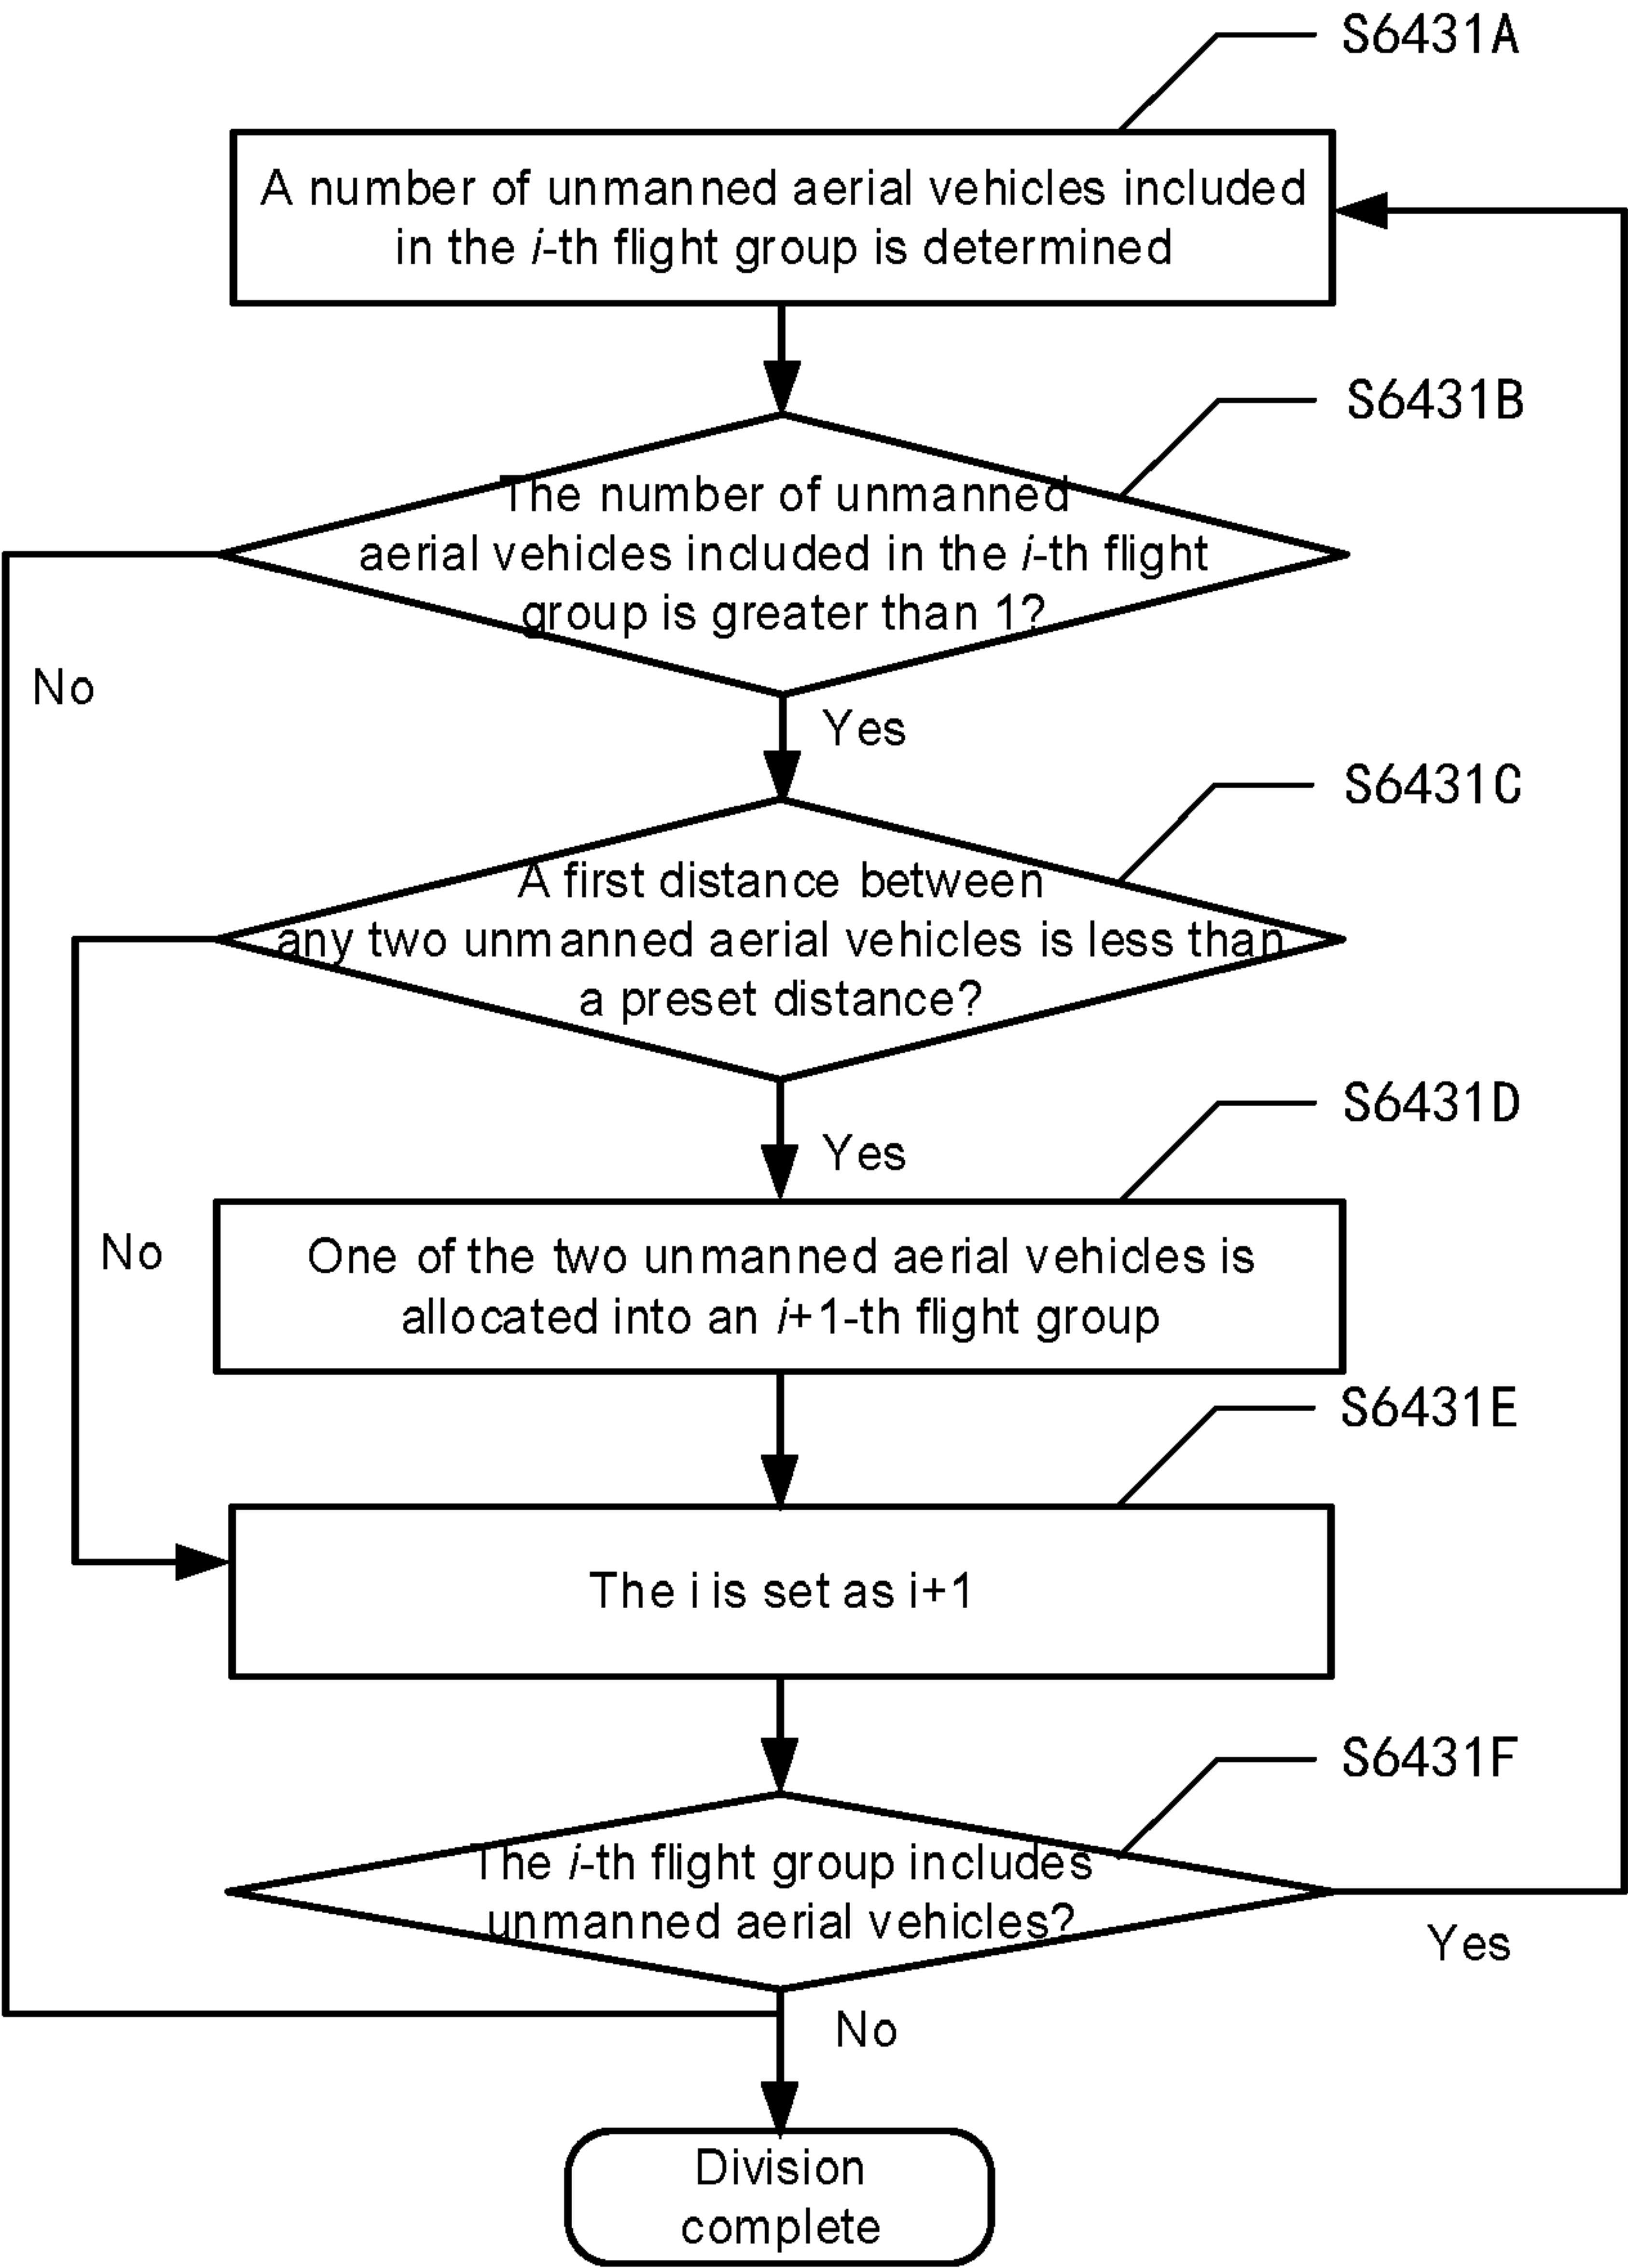 S6431A
A number of unmanned aerial vehicles included
in the i-th flight group is determined
S6431B
The number of unmanned
aerial vehicles included in the i-th flight
group is greater than 1?
No
Yes
S6431C
A first distance between
any two unmanned aerial vehicles is less than
a preset distance?
S6431D
Yes
No
One of the two unmanned aerial vehicles is
allocated into an i+1-th flight group
S6431E
The i is set as i+1
S6431F
The i-th flight group includes
unmanned aerial vehicles?
Yes
No
Division
complete